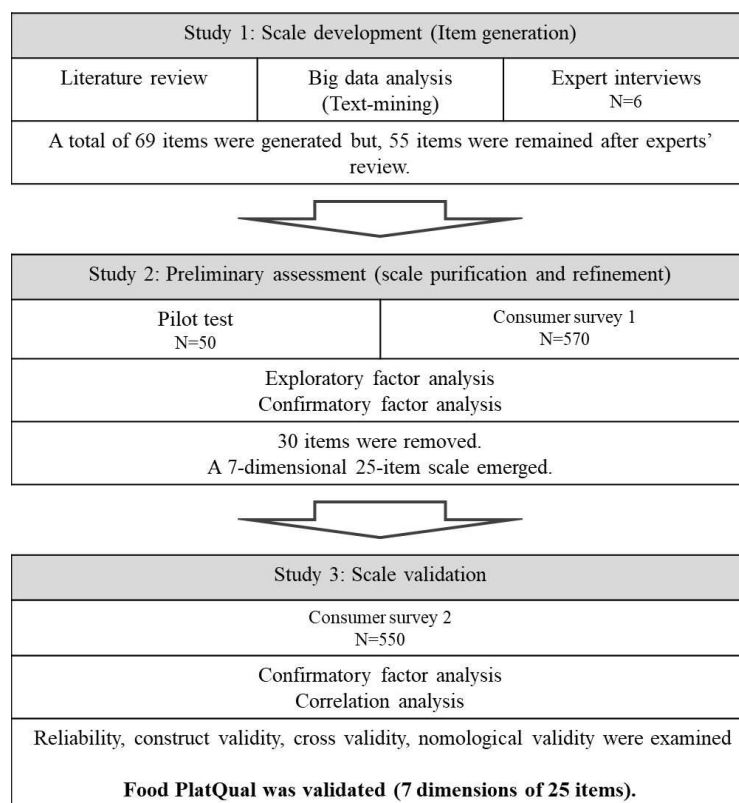 Study 1: Scale development (Item generation)
Literature review
Big data analysis
(Text-mining)
Expert interviews
N=6
A total of 69 items were generated but, 55 items were remained after experts’
review.
Study 2: Preliminary assessment (scale purification and refinement)
Pilot test
N=50
Consumer survey 1
N=570
Exploratory factor analysis
Confirmatory factor analysis
30 items were removed.
A 7-dimensional 25-item scale emerged.
Study 3: Scale validation
Consumer survey 2
N=550
Confirmatory factor analysis
Correlation analysis
Reliability, construct validity, cross validity, nomological validity were examined
Food PlatQual was validated (7 dimensions of 25 items).